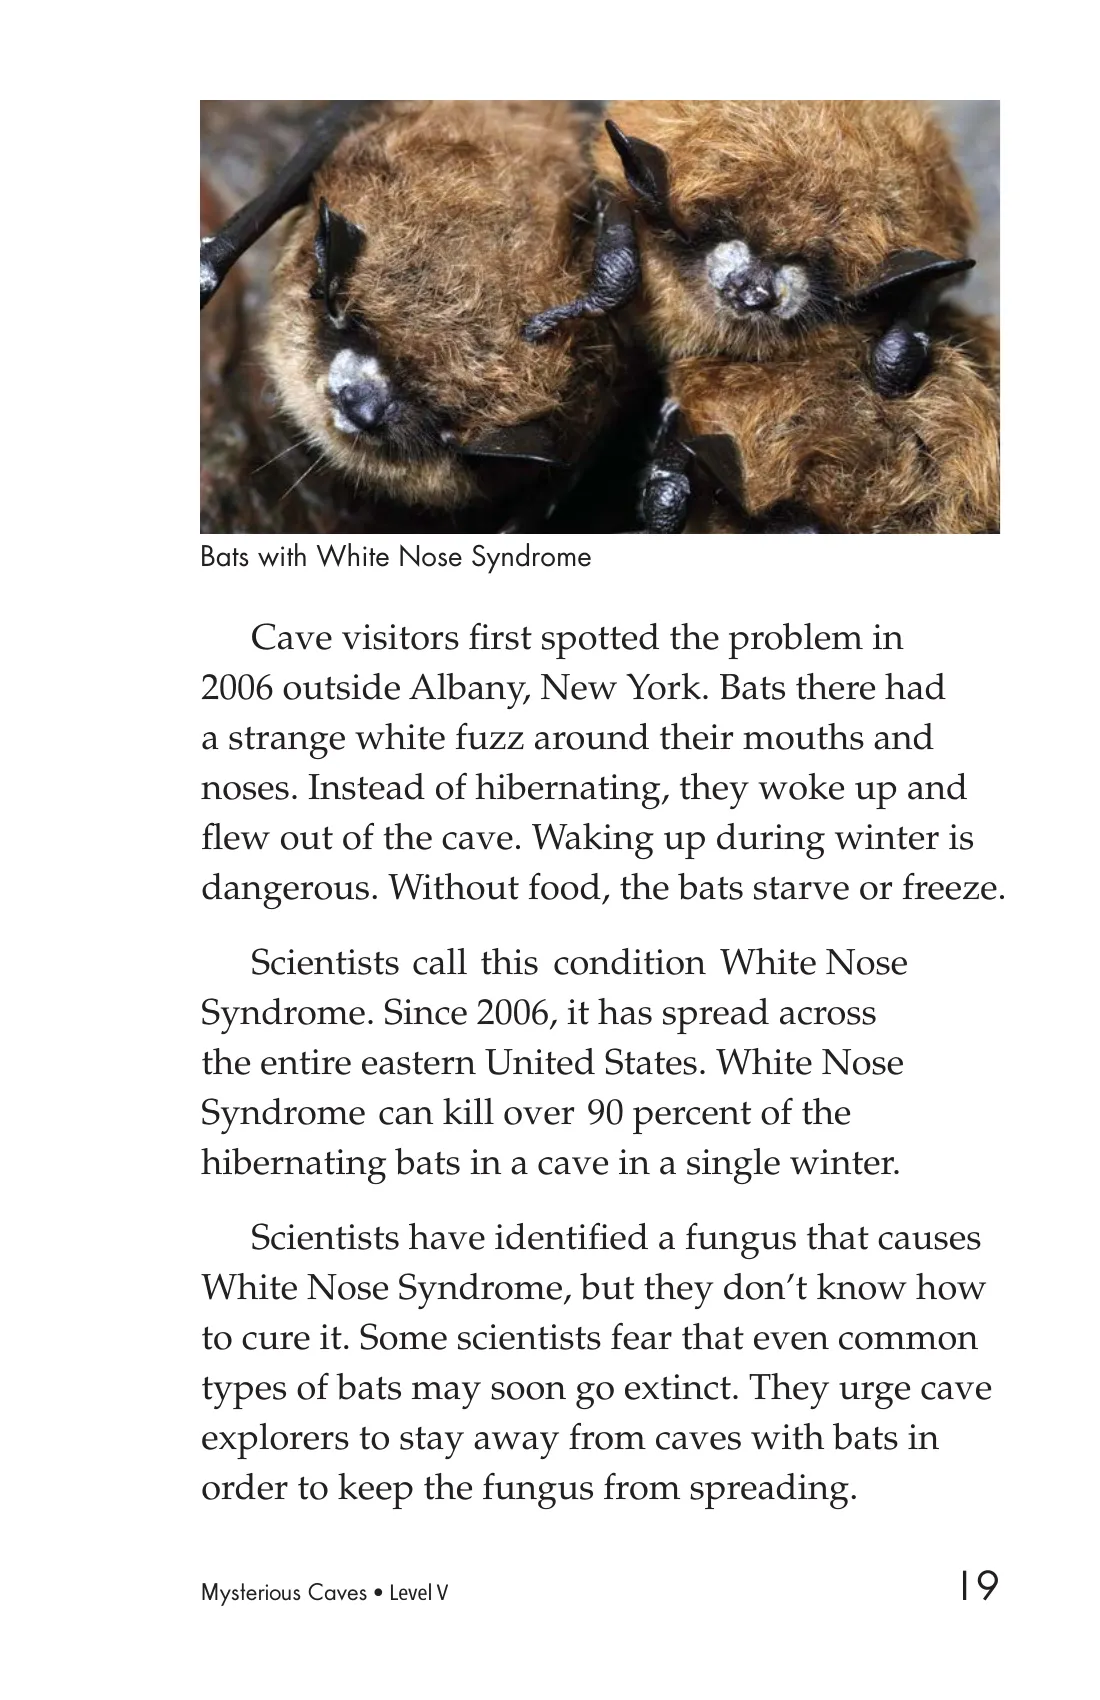 Bats with White Nose Syndrome
Cave visitors first spotted the problem in
2006 outside Albany, New York. Bats there had
a strange white fuzz around their mouths and
noses. Instead of hibernating, they woke up and
flew out of the cave. Waking up during winter is
dangerous. Without food, the bats starve or freeze.
Scientists call this condition White Nose
Syndrome. Since 2006, it has spread across
the entire eastern United States. White Nose
Syndrome can kill over 90 percent of the
hibernating bats in a cave in a single winter.
Scientists have identified a fungus that causes
White Nose Syndrome, but they don’t know how
to cure it. Some scientists fear that even common
types of bats may soon go extinct. They urge cave
explorers to stay away from caves with bats in
order to keep the fungus from spreading.
Mysterious Caves • Level V 19